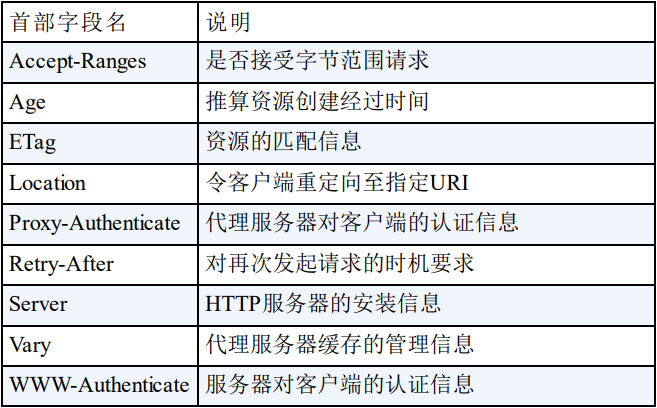 首部字段名 说明
Accept-Ranges 是否接受字节范围请求
Age 推算资源创建经过时间
ETag 资源的匹配信息
Location 令客户端重定向至指定URI
Proxy-Authenticate 代理服务器对客户端的认证信息
Retry-After 对再次发起请求的时机要求
Server HTTP服务器的安装信息
Vary 代理服务器缓存的管理信息
WWW-Authenticate 服务器对客户端的认证信息